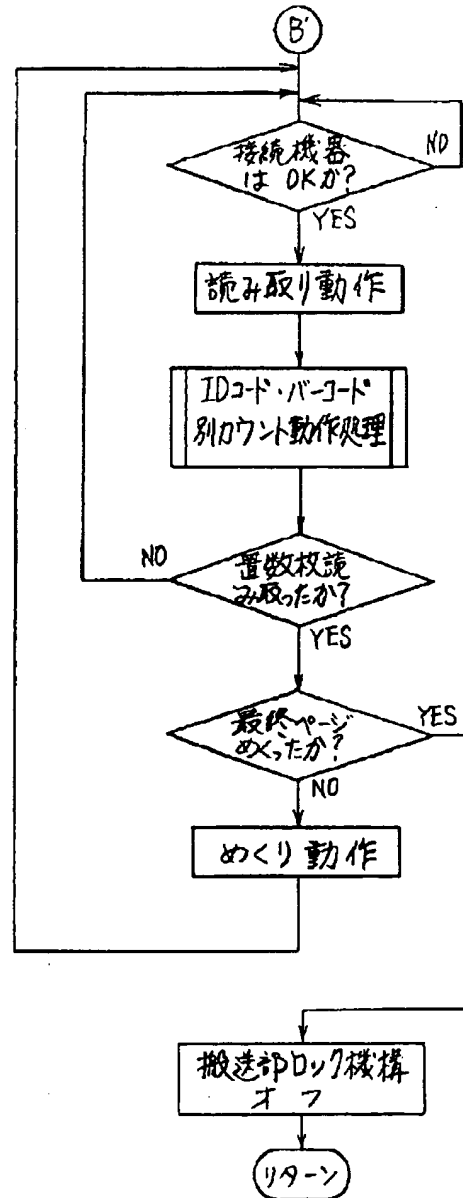 B'
接続機器
は OKか?
NO
YES
読み取り動作
IDコード・バーコード
別カウント動作処理
NO
置数枚読
み取ったか?
YES
最終ページ
めくったか?
YES
NO
めくり動作
搬送部ロック機構
オフ
リターン